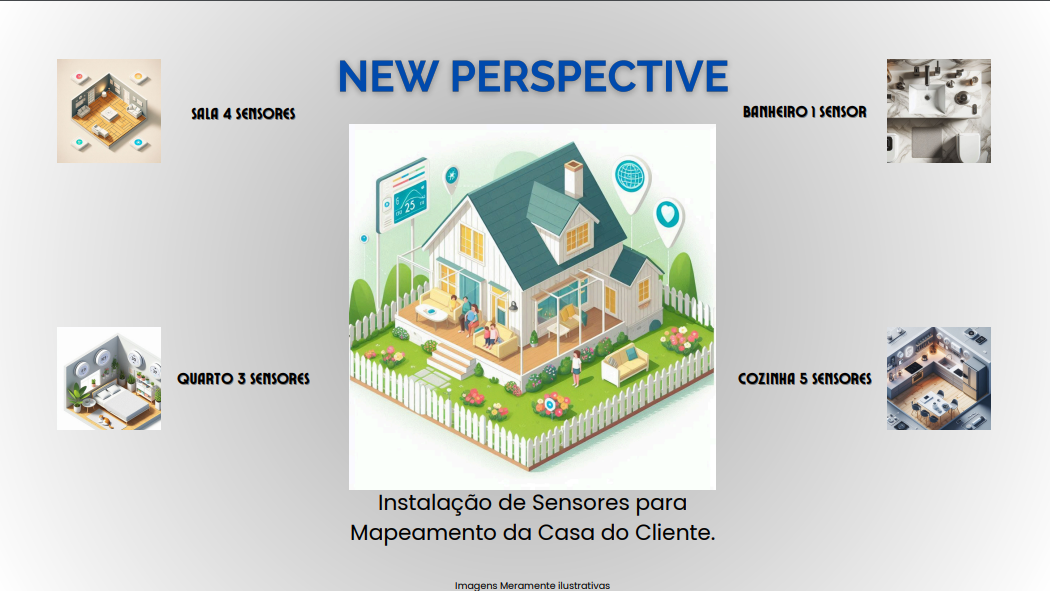 NEW PERSPECTIVE
SALA 4 SENSORES
BANHEIRO 1 SENSOR
25
QUARTO 3 SENSORES
COZINHA 5 SENSORES
Instalação de Sensores para
Mapeamento da Casa do Cliente.
Imagens Meramente ilustrativas